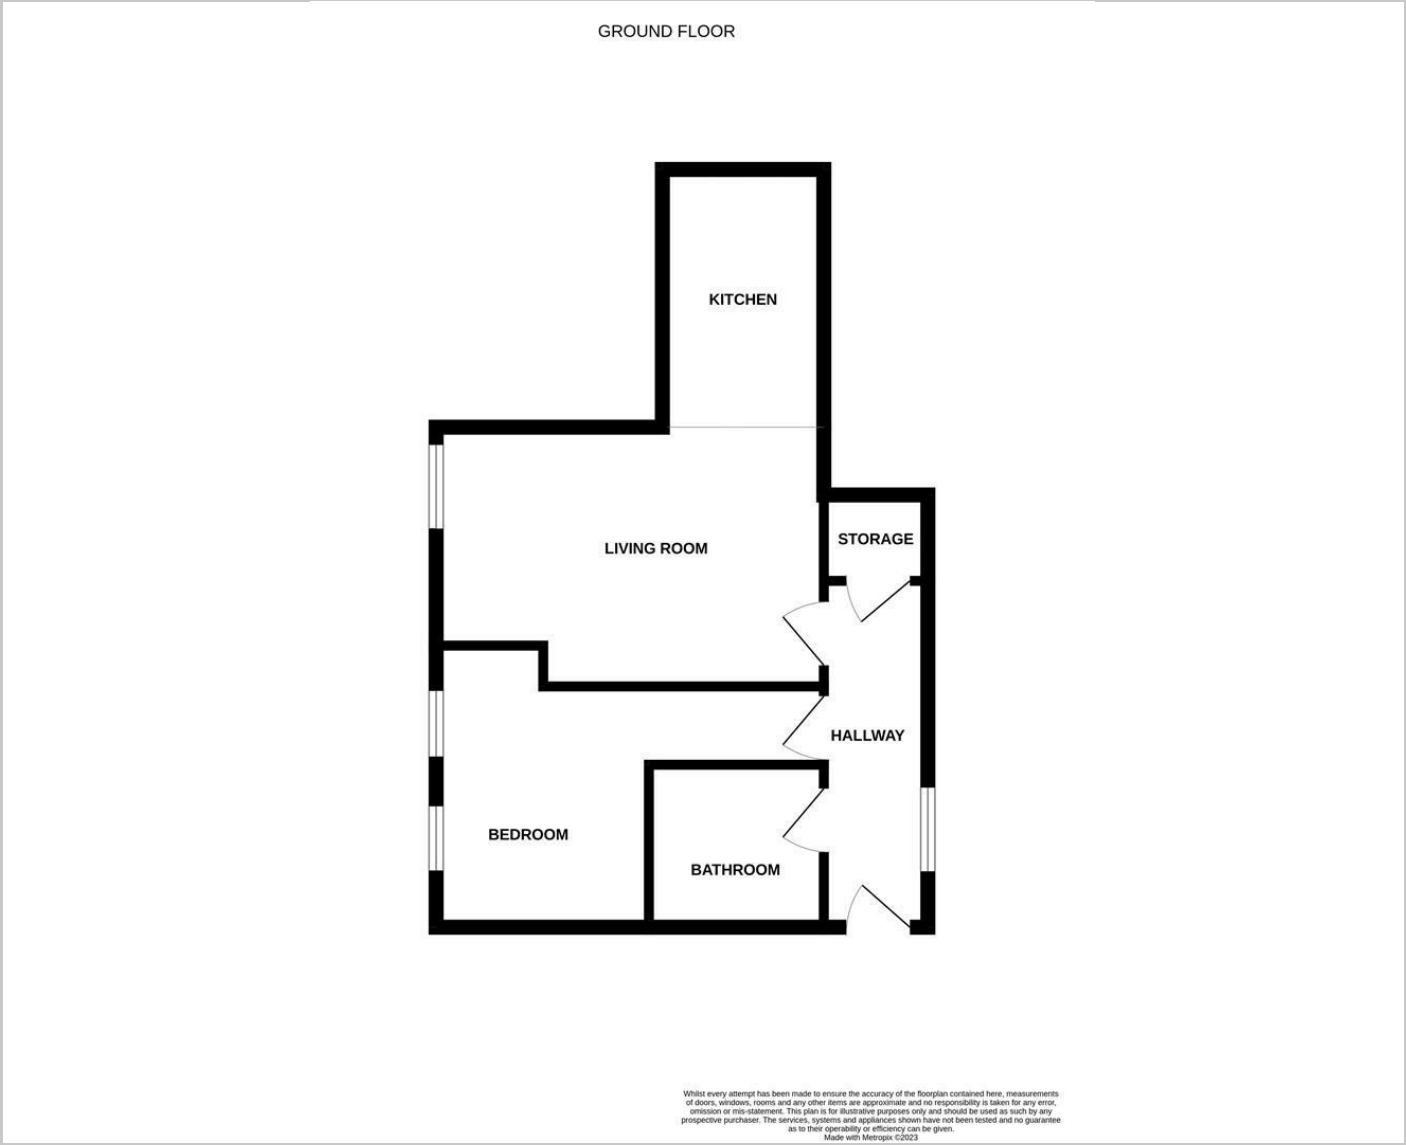 GROUND FLOOR
KITCHEN
LIVING ROOM
STORAGE
HALLWAY
BEDROOM
BATHROOM
Whilst every attempt has been made to ensure the accuracy of the floorplan contained here, measurements
of doors, windows, rooms and any other items are approximate and no responsibility is taken for any error,
omission or mis-statement. This plan is for illustrative purposes only and should be used as such by any
prospective purchaser. The services, systems and appliances shown have not been tested and no guarantee
as to their operability or efficiency can be given.
Made with Metropix ©2023